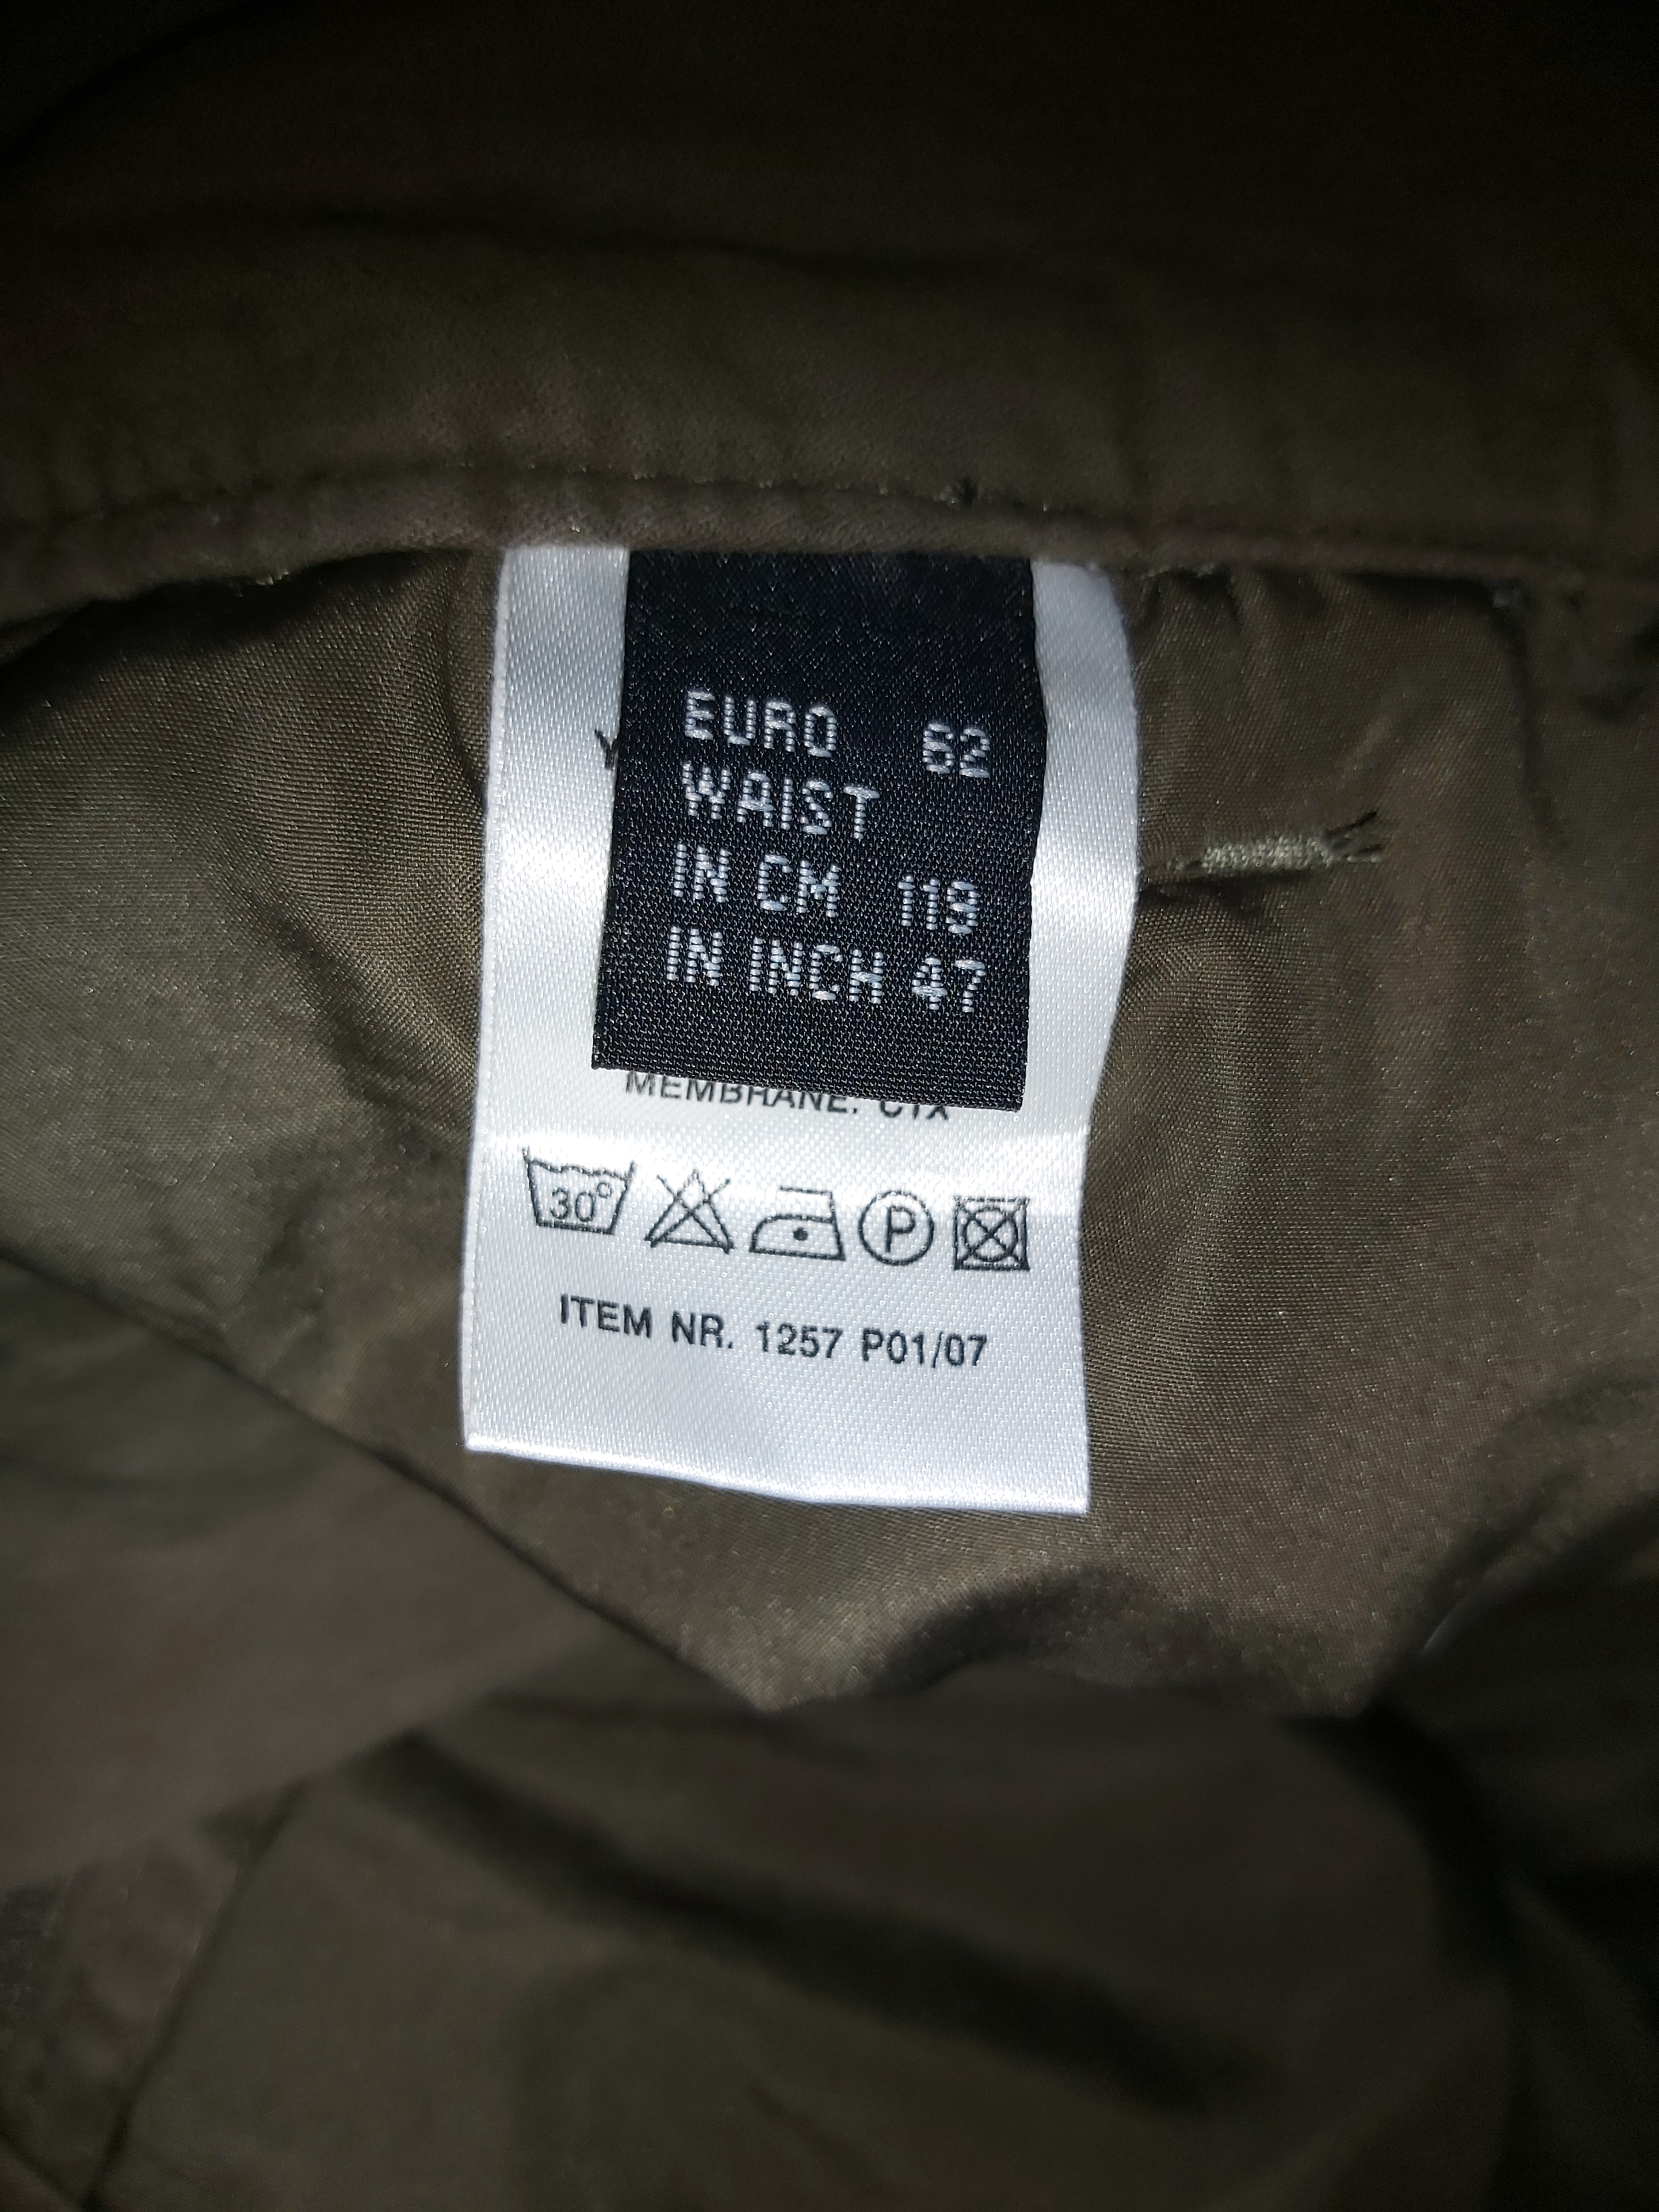 EURO 62
WAIST
IN CM 119
IN INCH 47
MEMBRANE: CTX
30°
P
ITEM NR. 1257 P01/07